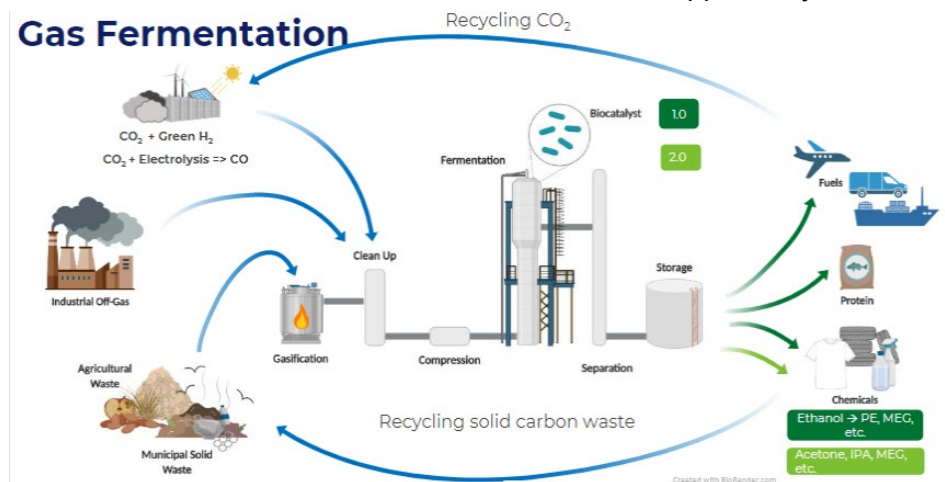 Gas Fermentation
Recycling CO₂
CO₂ + Green H₂
CO₂ + Electrolysis => CO
Biocatalyst
1.0
2.0
Fermentation
Fuels
Industrial Off-Gas
Clean Up
Storage
Protein
Gasification
Compression
Separation
Agricultural
Waste
Chemicals
Recycling solid carbon waste
Ethanol → PE, MEG,
etc.
Municipal Solid
Waste
Acetone, IPA, MEG,
etc.
Created with BioRender.com